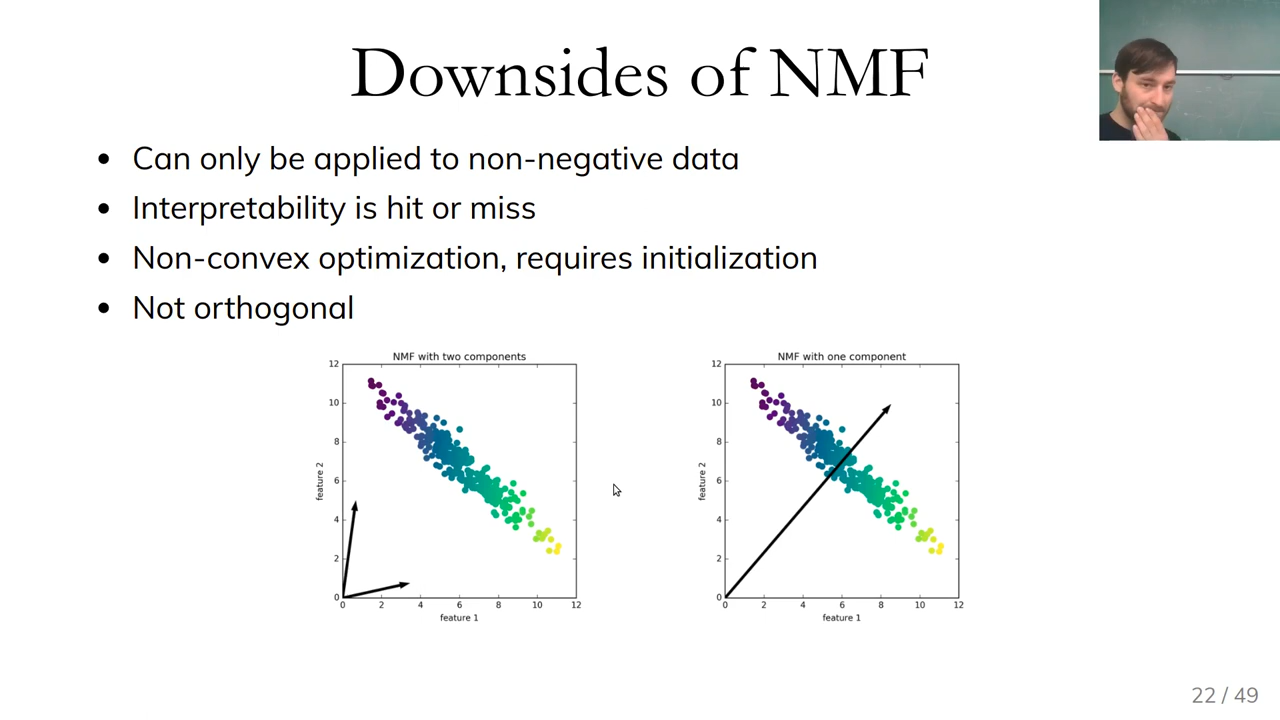 Downsides of NMF
Can only be applied to non-negative data
Interpretability is hit or miss
Non-convex optimization, requires initialization
Not orthogonal
NMF with two components
12
10
8
6
4
2
0
feature 2
0 2 4 6 8 10 12
feature 1
NMF with one component
12
10
8
6
4
2
0
feature 2
0 2 4 6 8 10 12
feature 1
22 / 49